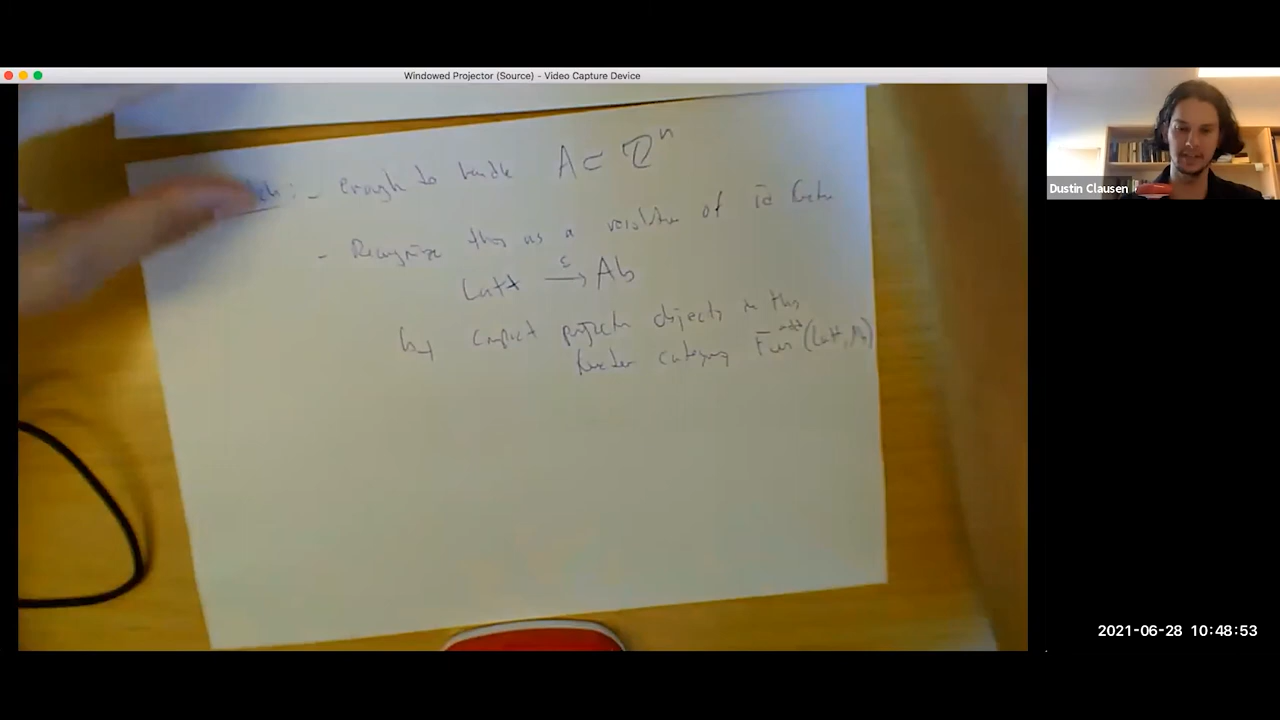 Windowed Projector (Source) - Video Capture Device
Dustin Clausen
- Enough to handle A ⊂ ℤⁿ
- Recognize this as a resolution of id functor
Latt →^ε Ab
by compact projective objects in this
functor category Fun^add (Latt, Ab)
2021-06-28 10:48:53